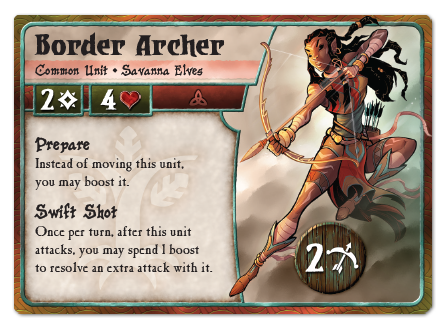 Border Archer
Common Unit • Savanna Elves
2 4
Prepare
Instead of moving this unit,
you may boost it.
Swift Shot
Once per turn, after this unit
attacks, you may spend 1 boost
to resolve an extra attack with it.
2